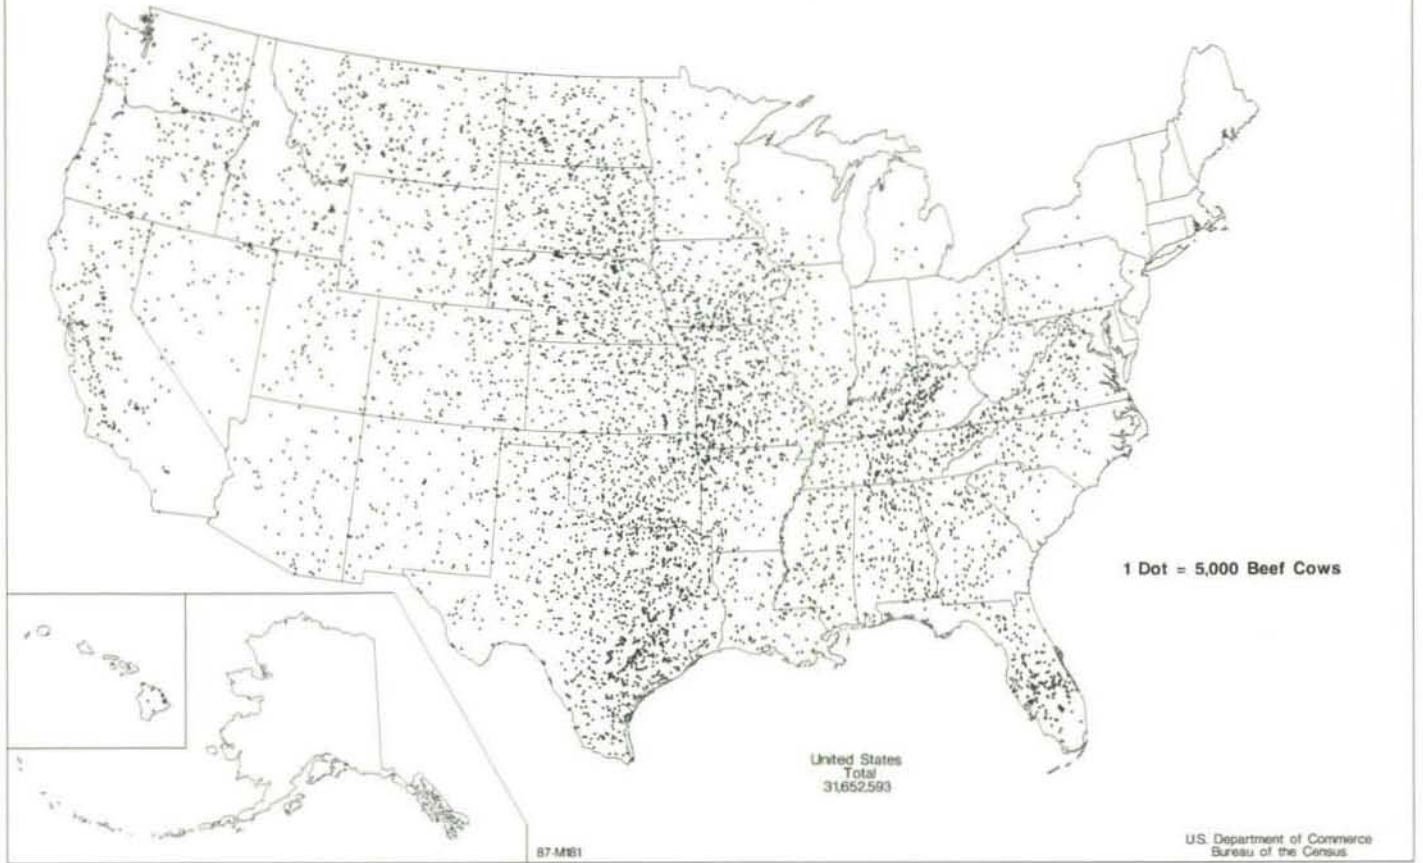 1 Dot = 5,000 Beef Cows
United States
Total
31,652,593
87-M181
U.S. Department of Commerce
Bureau of the Census